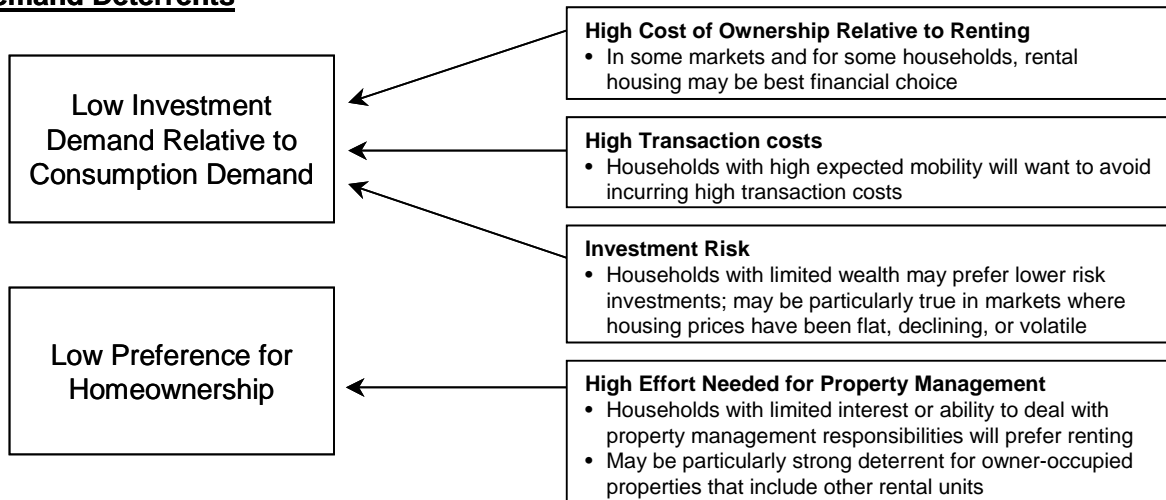 Demand Deterrents
Low Investment
Demand Relative to
Consumption Demand
Low Preference for
Homeownership
High Cost of Ownership Relative to Renting
• In some markets and for some households, rental
housing may be best financial choice
High Transaction costs
• Households with high expected mobility will want to avoid
incurring high transaction costs
Investment Risk
• Households with limited wealth may prefer lower risk
investments; may be particularly true in markets where
housing prices have been flat, declining, or volatile
High Effort Needed for Property Management
• Households with limited interest or ability to deal with
property management responsibilities will prefer renting
• May be particularly strong deterrent for owner-occupied
properties that include other rental units